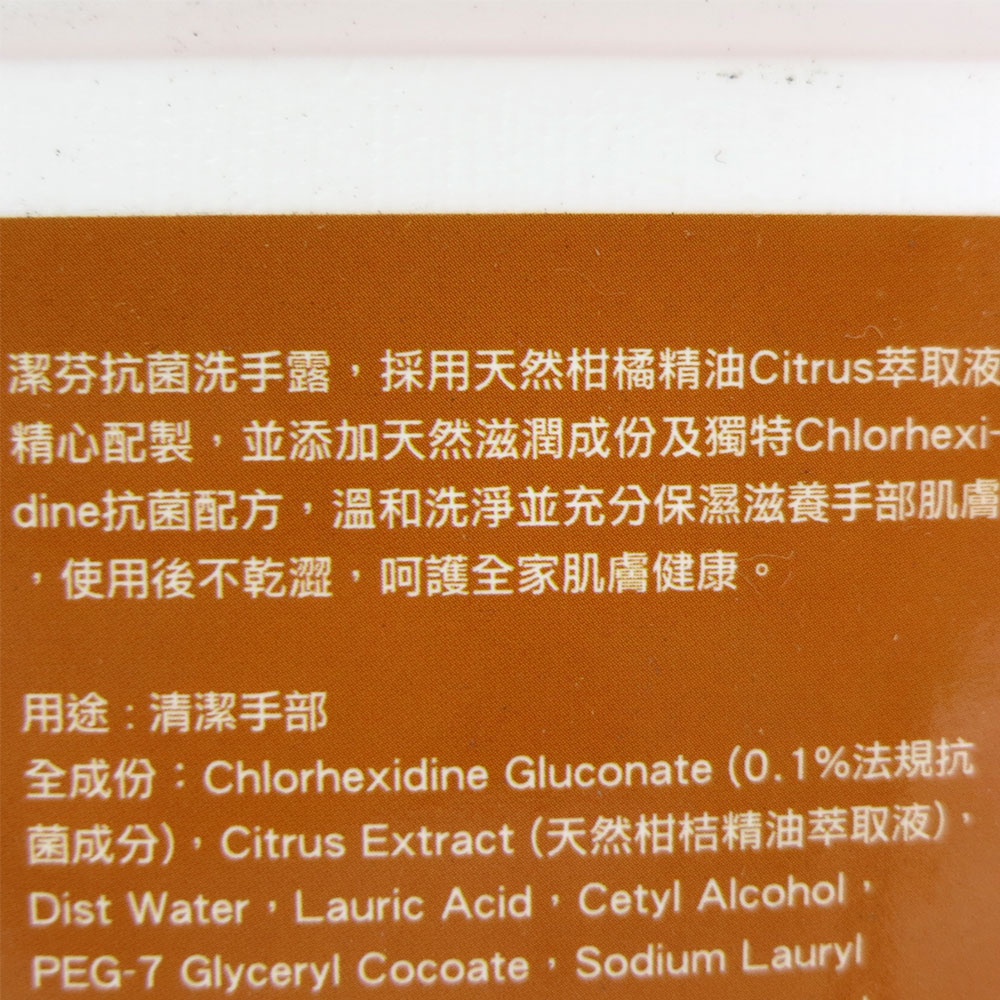 潔芬抗菌洗手露，採用天然柑橘精油Citrus萃取液
精心配製，並添加天然滋潤成份及獨特Chlorhexi-
dine抗菌配方，溫和洗淨並充分保濕滋養手部肌膚
，使用後不乾澀，呵護全家肌膚健康。
用途：清潔手部
全成份：Chlorhexidine Gluconate (0.1%法規抗
菌成分)，Citrus Extract (天然柑桔精油萃取液)，
Dist Water，Lauric Acid，Cetyl Alcohol，
PEG-7 Glyceryl Cocoate，Sodium Lauryl